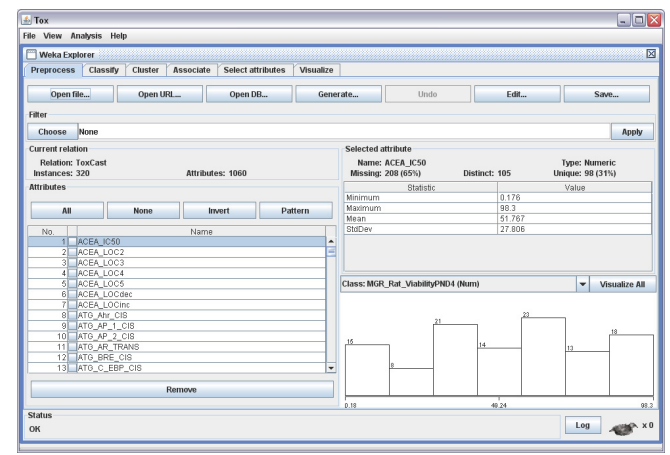 Tox
File View Analysis Help
Weka Explorer
Preprocess Classify Cluster Associate Select attributes Visualize
Open file... Open URL... Open DB... Generate... Undo Edit... Save...
Filter
Choose None Apply
Current relation
Relation: ToxCast
Instances: 320 Attributes: 1060
Attributes
All None Invert Pattern
No. Name
1 ACEA_IC50
2 ACEA_LOC2
3 ACEA_LOC3
4 ACEA_LOC4
5 ACEA_LOC5
6 ACEA_LOCdec
7 ACEA_LOCinc
8 ATG_Ahr_CIS
9 ATG_AP_1_CIS
10 ATG_AP_2_CIS
11 ATG_AR_TRANS
12 ATG_BRE_CIS
13 ATG_C_EBP_CIS
Remove
Selected attribute
Name: ACEA_IC50 Type: Numeric
Missing: 208 (65%) Distinct: 105 Unique: 98 (31%)
Statistic Value
Minimum 0.176
Maximum 98.3
Mean 51.767
StdDev 27.806
Class: MGR_Rat_ViabilityPND4 (Num) Visualize All
15 8 21 14 23 13 18
0.18 49.24 98.3
Status
OK Log x 0